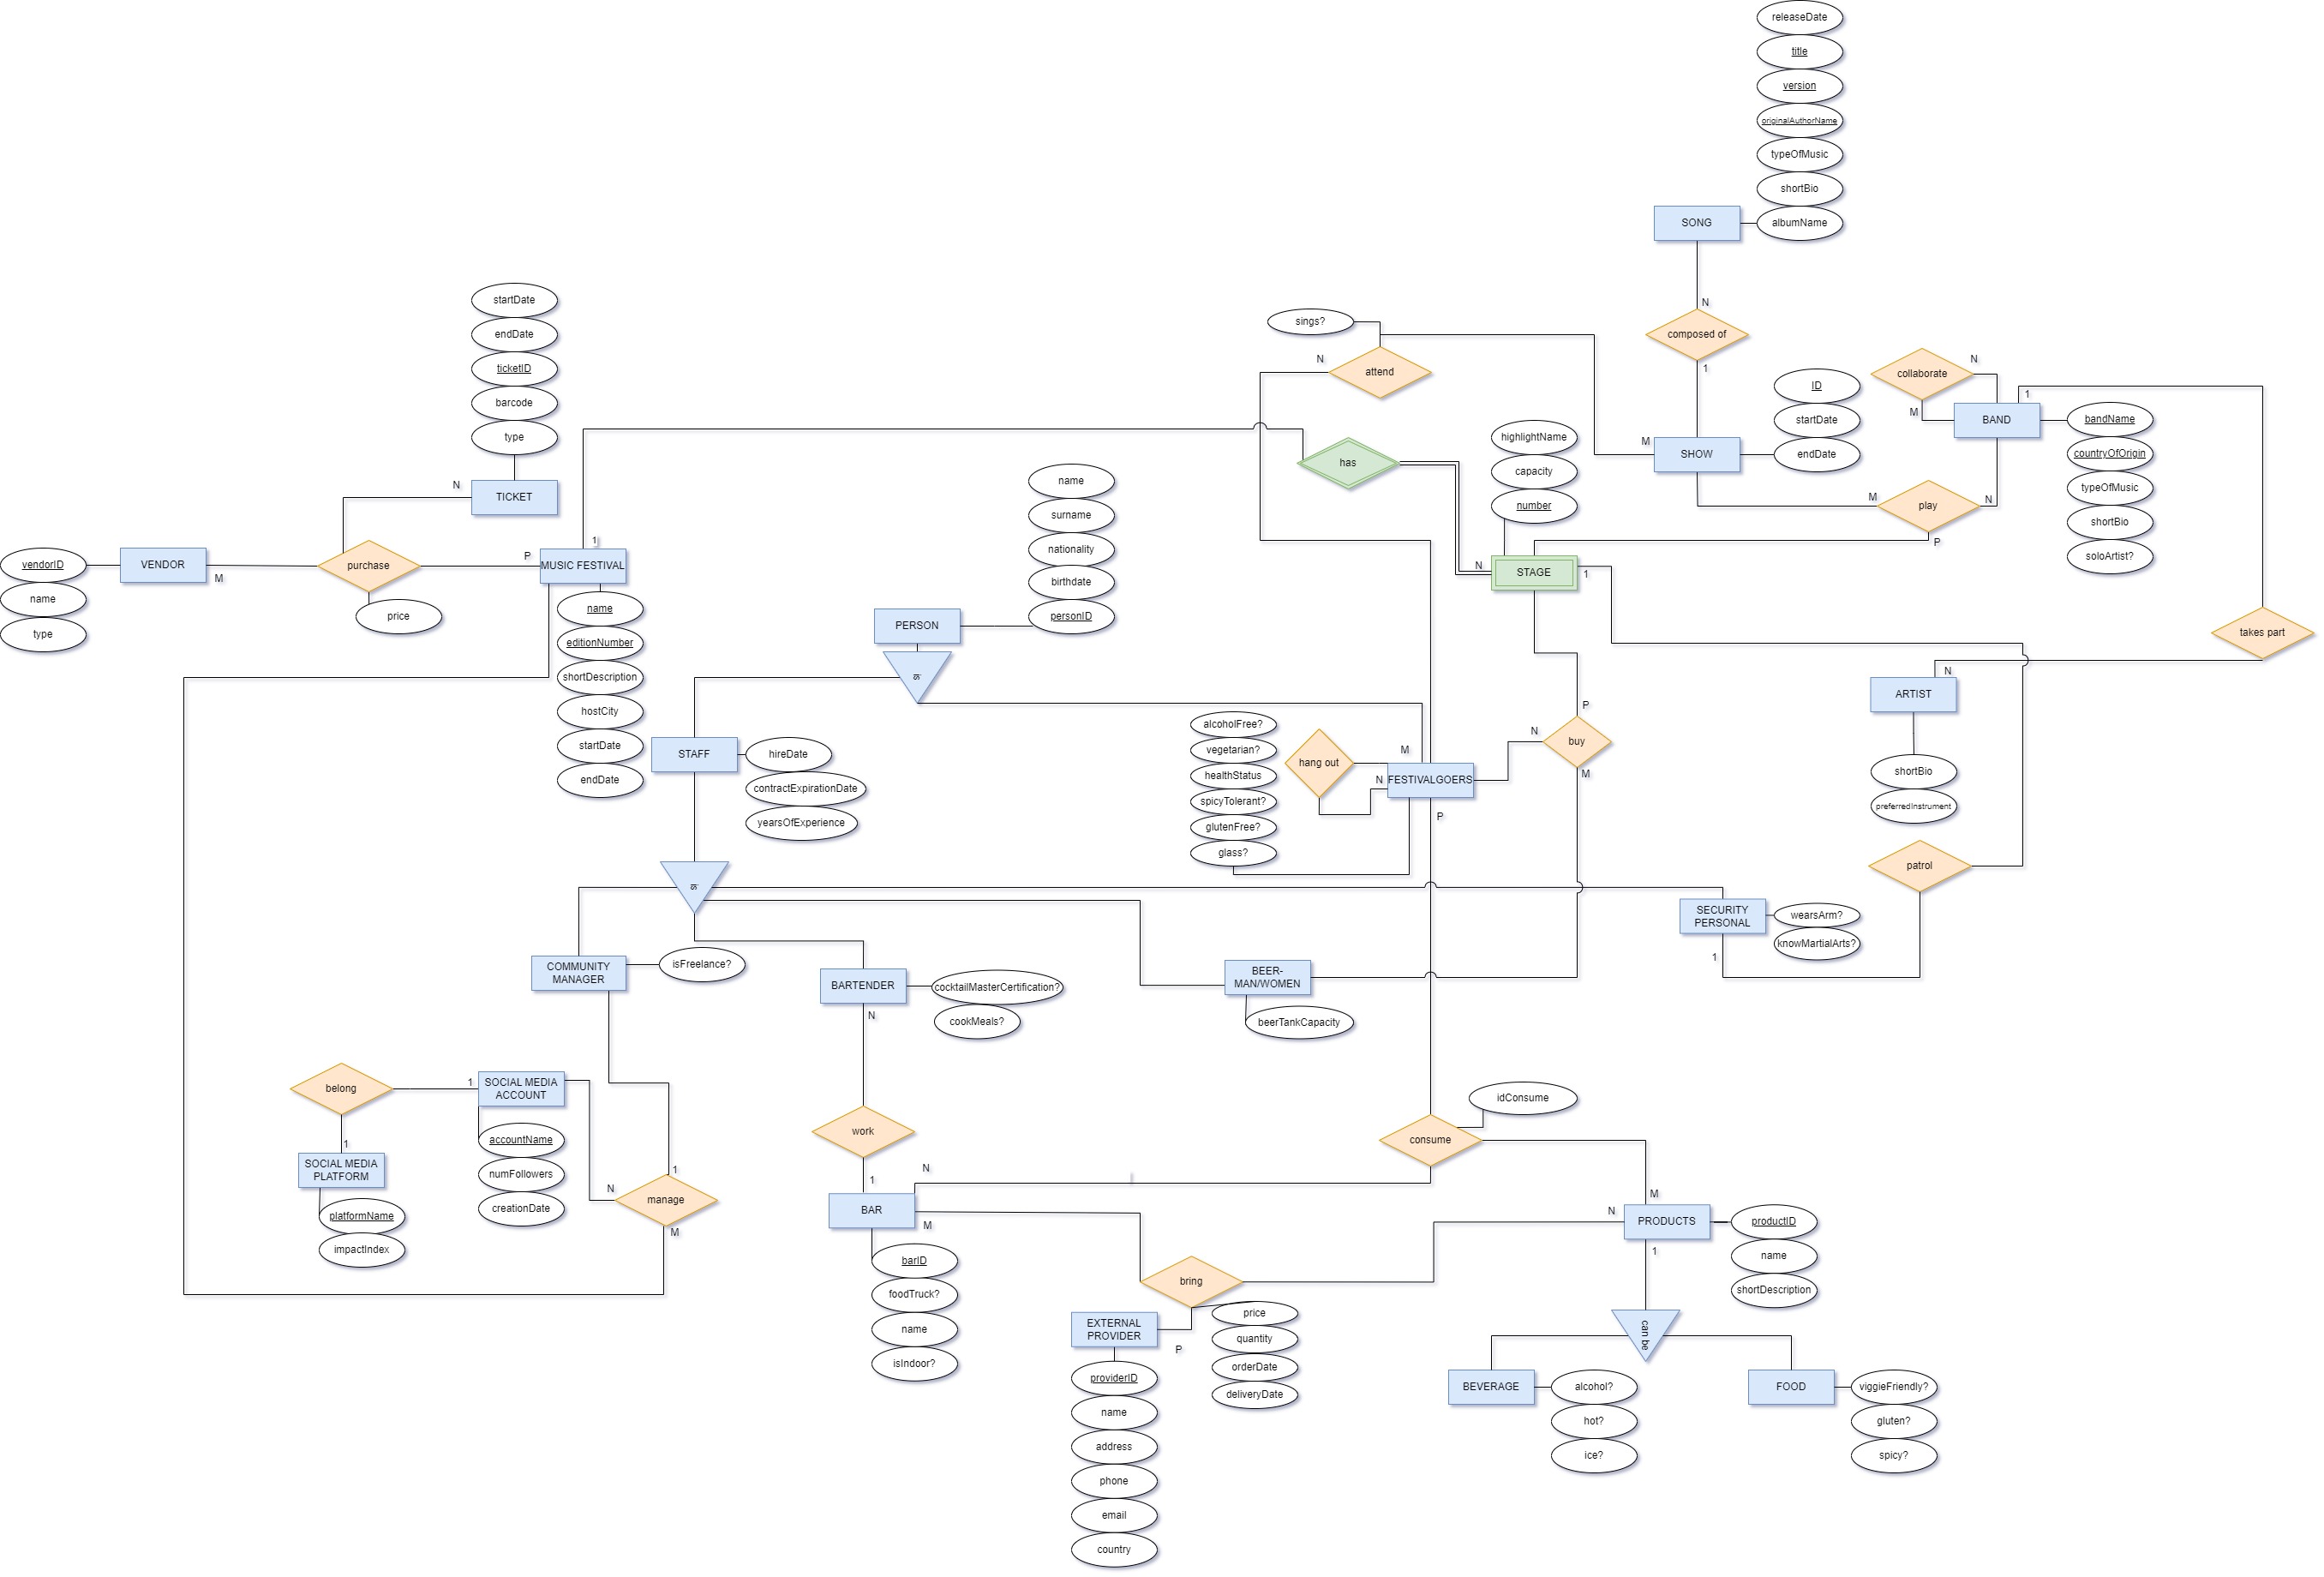 releaseDate
title
version
originalAuthorName
typeOfMusic
shortBio
albumName
SONG
N
composed of
1
startDate
endDate
ticketID
barcode
type
TICKET
N
sings?
attend
N
M
SHOW
ID
startDate
endDate
collaborate
N
M
1
BAND
bandName
countryOfOrigin
typeOfMusic
shortBio
soloArtist?
play
M
N
P
has
highlightName
capacity
number
N
STAGE
1
vendorID
name
type
VENDOR
M
purchase
price
P
1
MUSIC FESTIVAL
name
editionNumber
shortDescription
hostCity
startDate
endDate
name
surname
nationality
birthdate
personID
PERSON
is
takes part
N
ARTIST
shortBio
preferredInstrument
STAFF
hireDate
contractExpirationDate
yearsOfExperience
alcoholFree?
vegetarian?
healthStatus
spicyTolerant?
glutenFree?
glass?
hang out
M
N
FESTIVALGOERS
P
P
N
buy
M
patrol
is
SECURITY
PERSONAL
wearsArm?
knowMartialArts?
1
COMMUNITY
MANAGER
isFreelance?
BARTENDER
cocktailMasterCertification?
cookMeals?
N
BEER-
MAN/WOMEN
beerTankCapacity
belong
1
SOCIAL MEDIA
ACCOUNT
accountName
numFollowers
creationDate
1
SOCIAL MEDIA
PLATFORM
platformName
impactIndex
manage
1
N
M
work
1
BAR
N
M
barID
foodTruck?
name
isIndoor?
consume
idConsume
M
N
PRODUCTS
productID
name
shortDescription
1
can be
bring
EXTERNAL
PROVIDER
P
price
quantity
orderDate
deliveryDate
providerID
name
address
phone
email
country
BEVERAGE
alcohol?
hot?
ice?
FOOD
viggieFriendly?
gluten?
spicy?